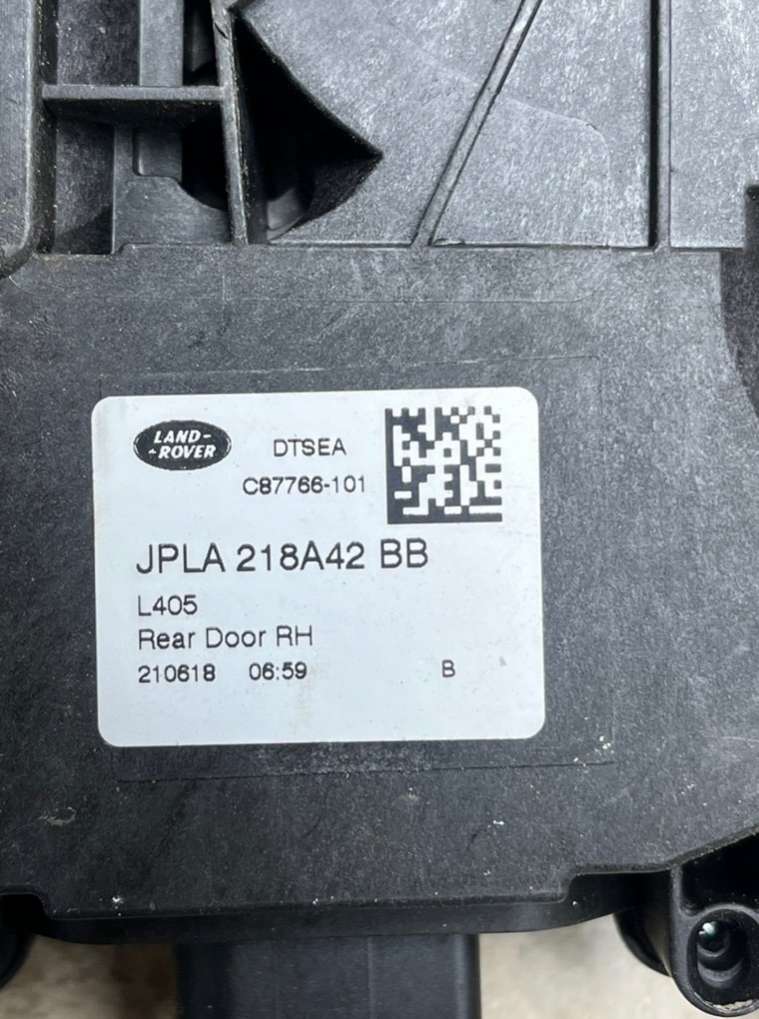 LAND-
-ROVER
DTSEA
C87766-101
JPLA 218A42 BB
L405
Rear Door RH
210618 06:59 B